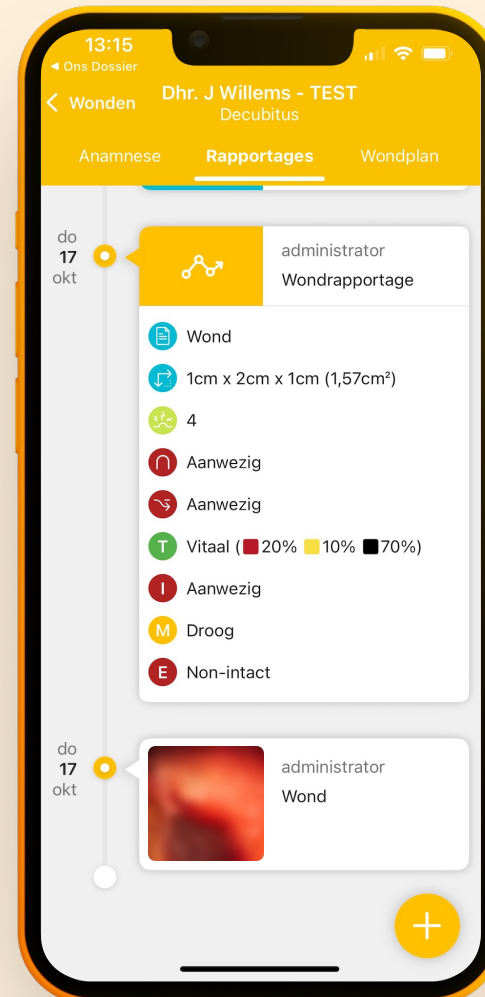 13:15
◀ Ons Dossier
Wonden
Dhr. J Willems - TEST
Decubitus
Anamnese Rapportages Wondplan
do
17
okt
administrator
Wondrapportage
Wond
1cm x 2cm x 1cm (1,57cm²)
4
Aanwezig
Aanwezig
T Vitaal (20% 10% 70%)
I Aanwezig
M Droog
E Non-intact
do
17
okt
administrator
Wond